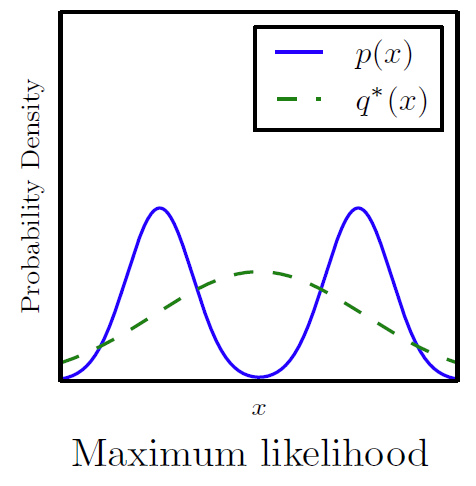 p(x)
q*(x)
Probability Density
x
Maximum likelihood